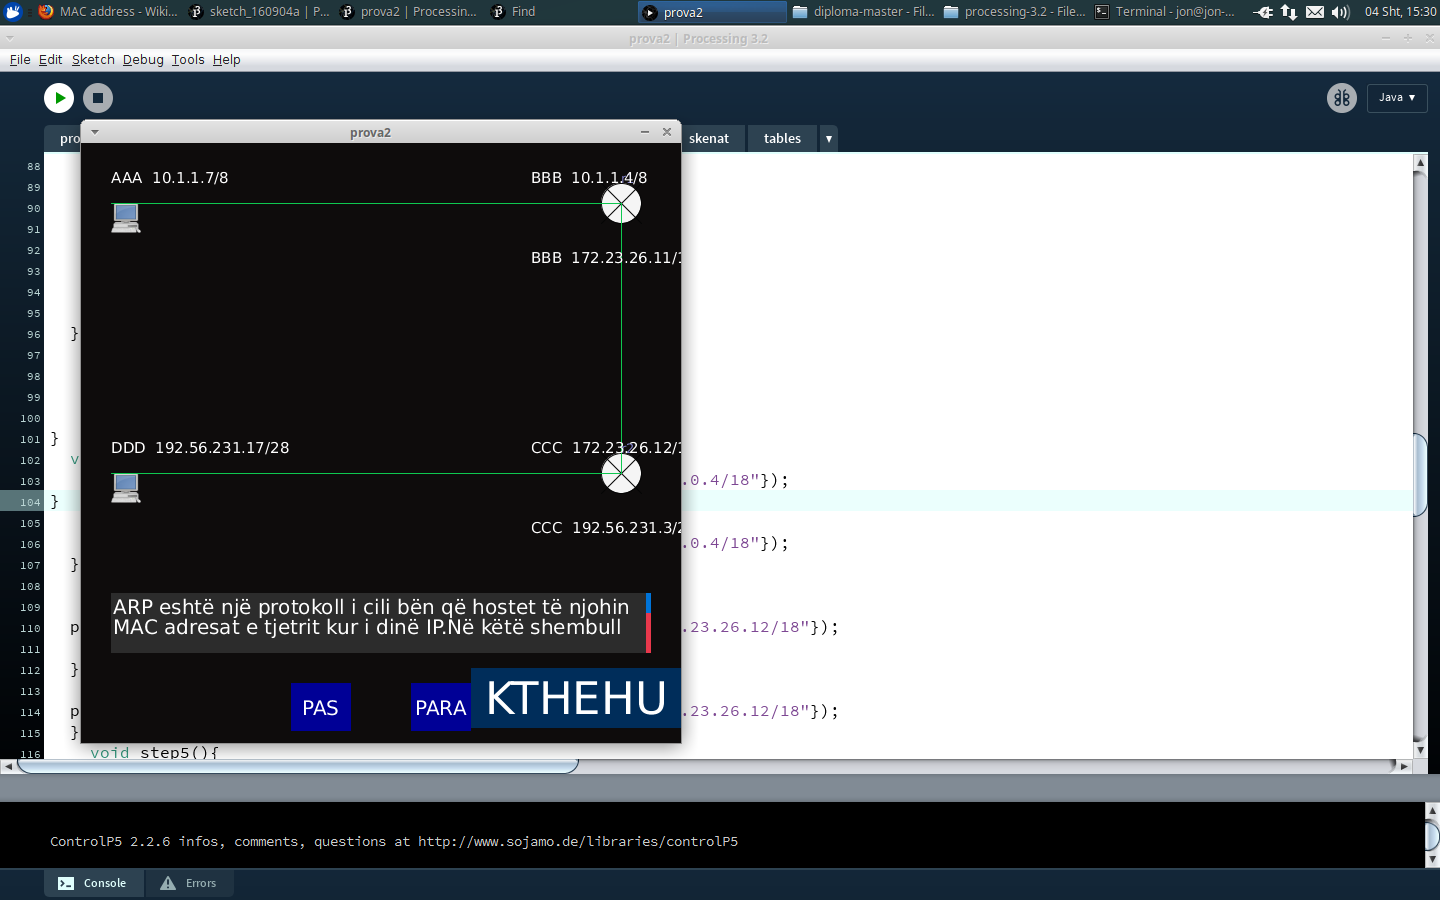 MAC address - Wiki...
sketch_160904a | P...
prova2 | Processin...
Find
prova2
diploma-master - Fil...
processing-3.2 - File...
Terminal - jon@jon-...
04 Sht, 15:30
prova2 | Processing 3.2
File Edit Sketch Debug Tools Help
Java ▾
pro
skenat
tables
prova2
AAA 10.1.1.7/8
BBB 10.1.1.4/8
BBB 172.23.26.11/1
DDD 192.56.231.17/28
CCC 172.23.26.12/1
CCC 192.56.231.3/2
ARP eshtë një protokoll i cili bën që hostet të njohin
MAC adresat e tjetrit kur i dinë IP.Në këtë shembull
PAS
PARA
KTHEHU
88
89
90
91
92
93
94
95
96 }
97
98
99
100
101 }
102 v
103 .0.4/18"});
104 }
105
106 .0.4/18"});
107 }
108
109
110 p .23.26.12/18"});
111
112 }
113
114 p .23.26.12/18"});
115 }
116 void step5(){
ControlP5 2.2.6 infos, comments, questions at http://www.sojamo.de/libraries/controlP5
Console
Errors